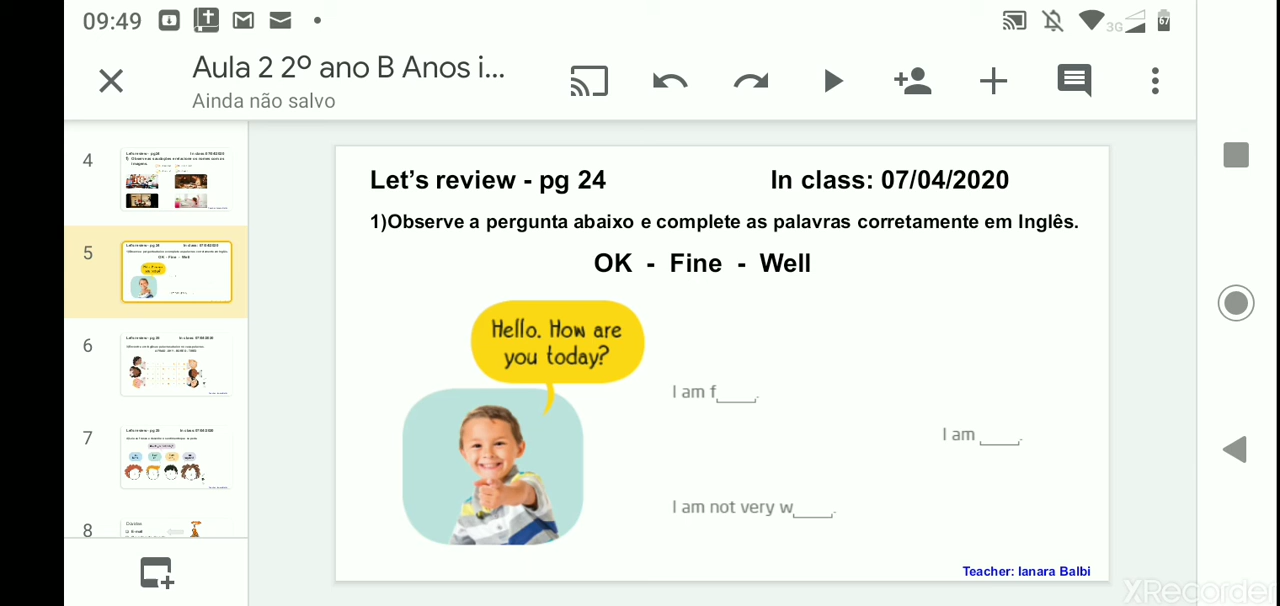 09:49
3G
67
Aula 2 2º ano B Anos i...
Ainda não salvo
4
5
6
7
8
Let's review - pg 24
In class: 07/04/2020
1)Observe a pergunta abaixo e complete as palavras corretamente em Inglês.
OK - Fine - Well
Hello. How are
you today?
I am f____.
I am ____.
I am not very w____.
Teacher: Ianara Balbi
XRecorder